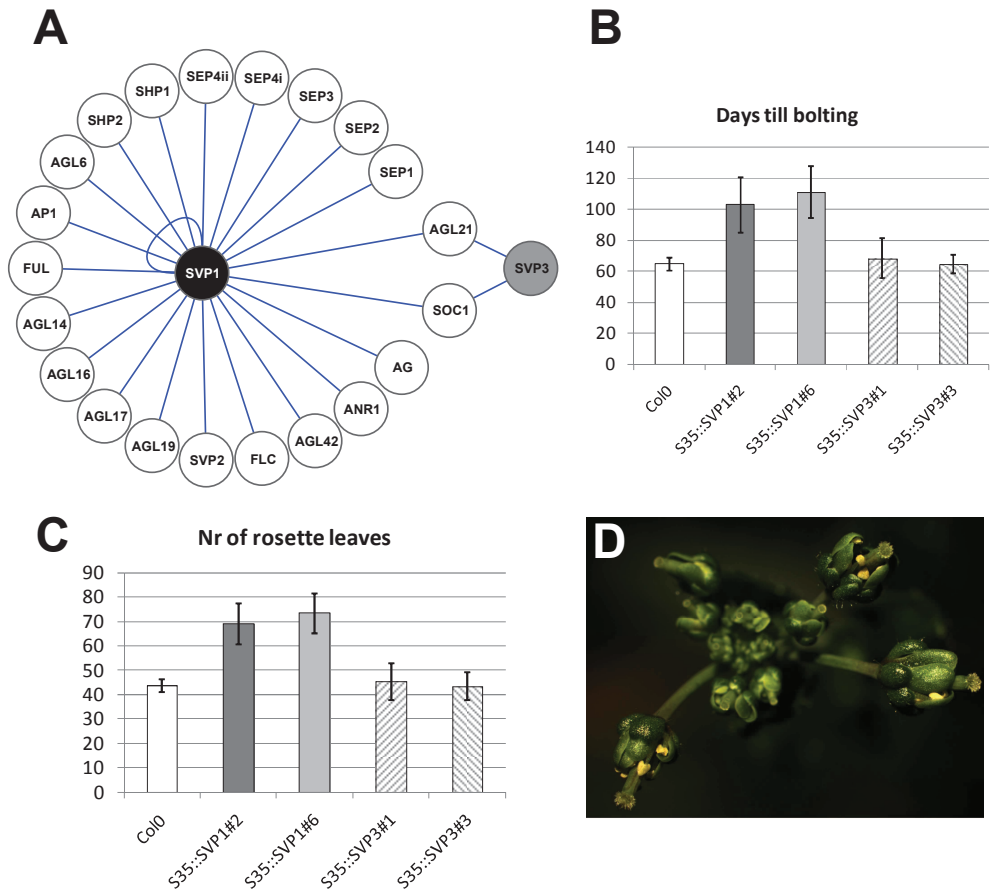 A
SEP4ii
SEP4i
SHP1
SEP3
SHP2
SEP2
AGL6
SEP1
AP1
AGL21
FUL
SVP1
SVP3
AGL14
SOC1
AGL16
AG
AGL17
ANR1
AGL19
AGL42
SVP2
FLC
B
Days till bolting
140
120
100
80
60
40
20
0
Col0
S35::SVP1#2
S35::SVP1#6
S35::SVP3#1
S35::SVP3#3
C
Nr of rosette leaves
90
80
70
60
50
40
30
20
10
0
Col0
S35::SVP1#2
S35::SVP1#6
S35::SVP3#1
S35::SVP3#3
D